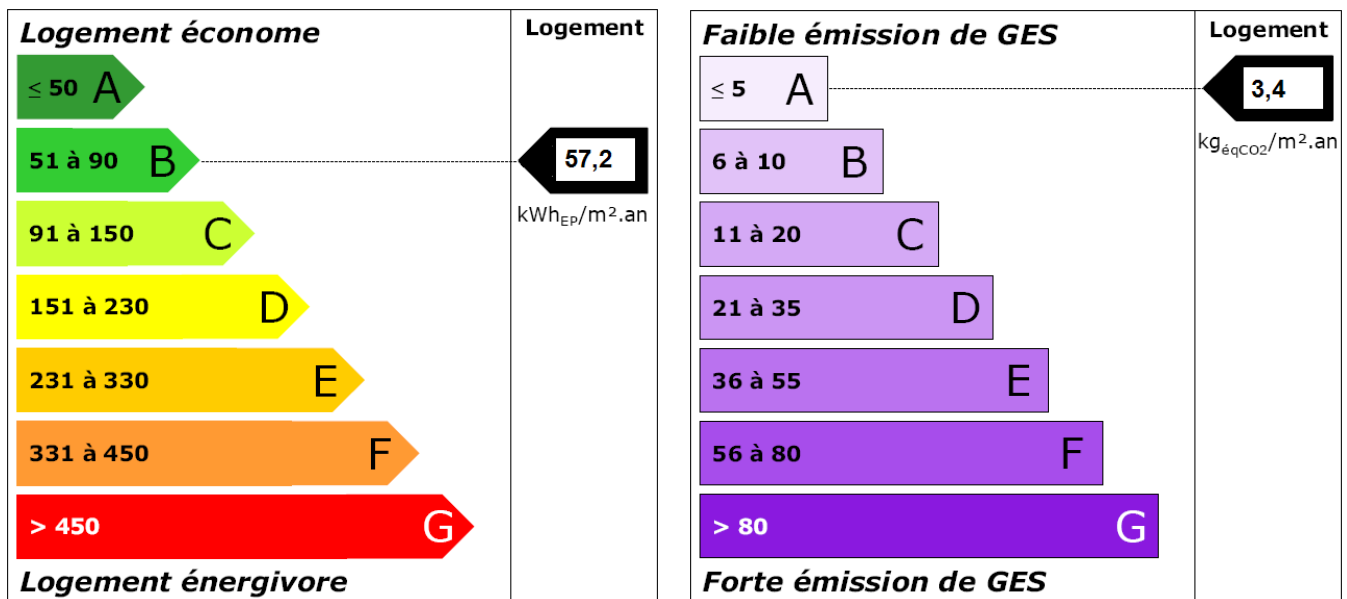 Logement économe
Logement
≤ 50 A
51 à 90 B
57,2
kWhEP/m².an
91 à 150 C
151 à 230 D
231 à 330 E
331 à 450 F
> 450 G
Logement énergivore
Faible émission de GES
Logement
≤ 5 A
3,4
kgéqCO2/m².an
6 à 10 B
11 à 20 C
21 à 35 D
36 à 55 E
56 à 80 F
> 80 G
Forte émission de GES